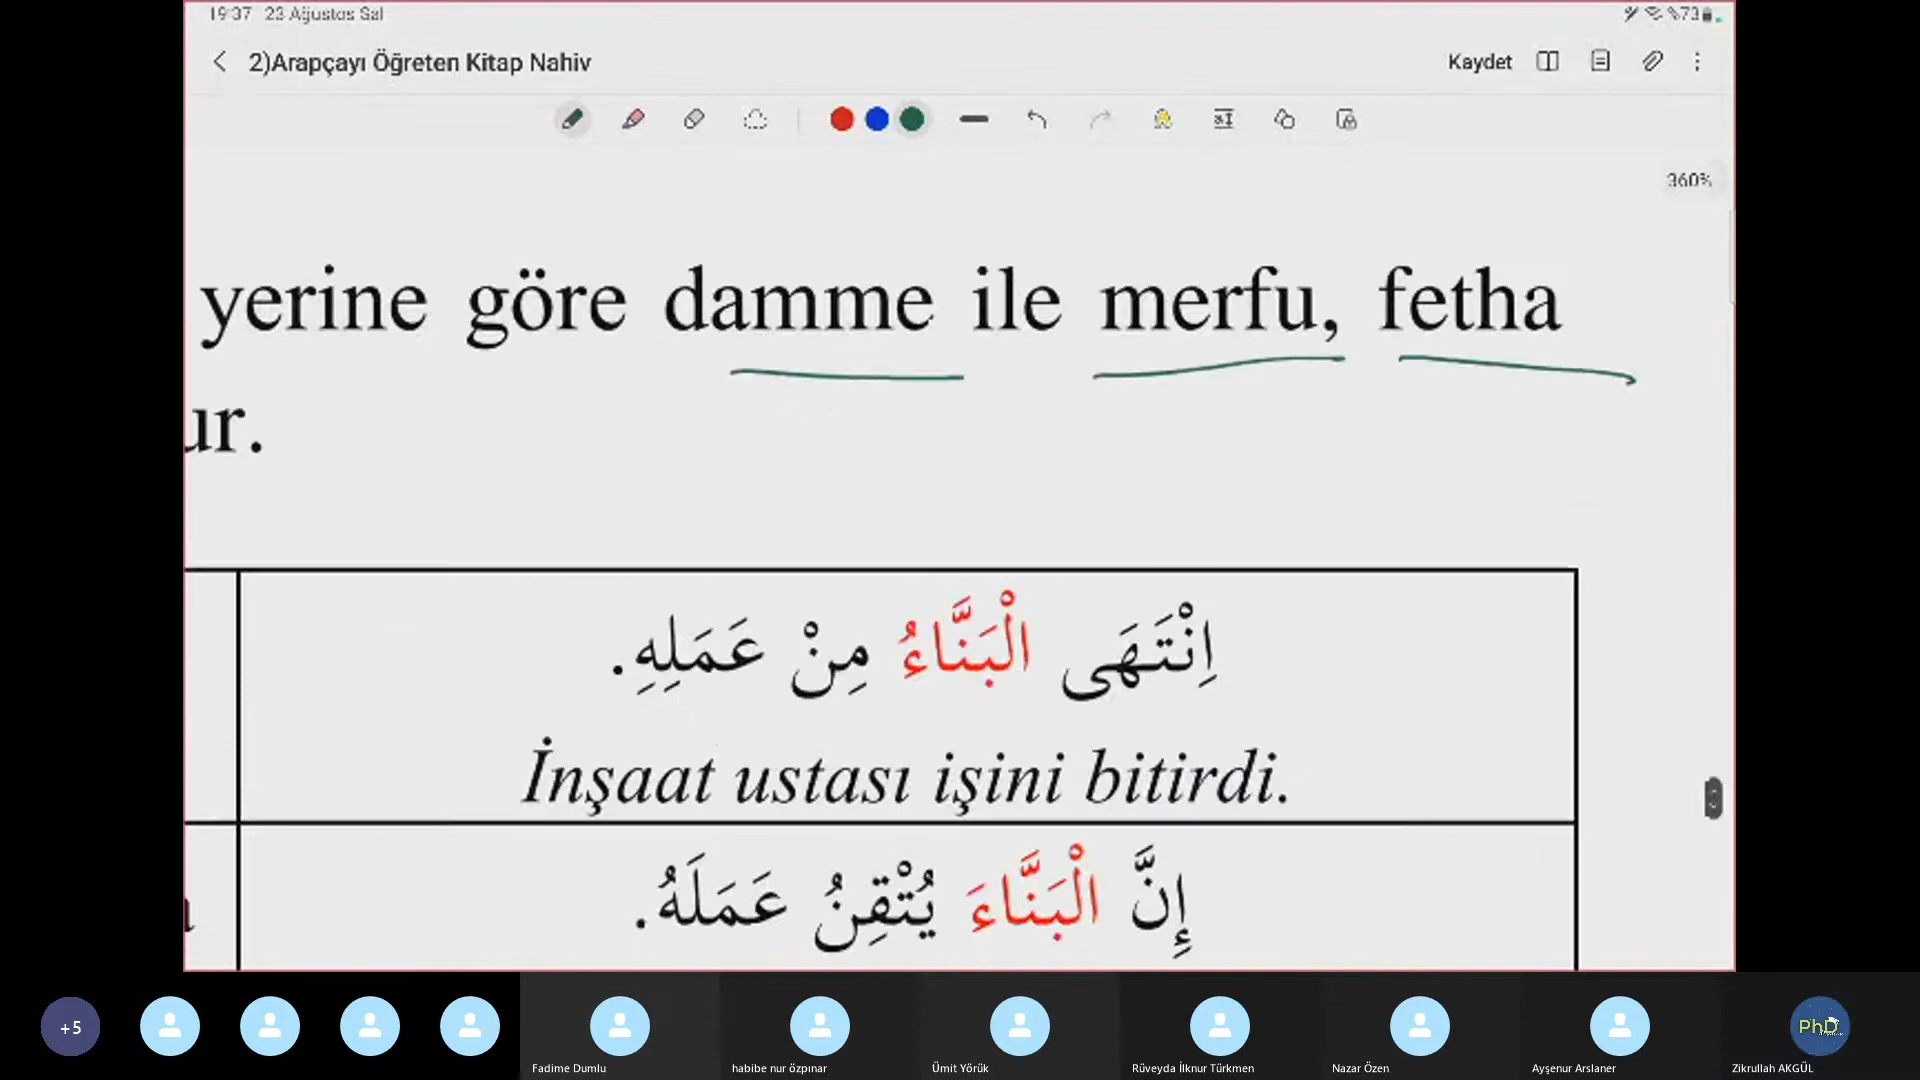 19:37 23 Ağustos Sal
%73
2)Arapçayı Öğreten Kitap Nahiv
Kaydet
360%
yerine göre damme ile merfu, fetha
ur.
اِنْتَهَى الْبَنَّاءُ مِنْ عَمَلِهِ.
İnşaat ustası işini bitirdi.
إِنَّ الْبَنَّاءَ يُتْقِنُ عَمَلَهُ.
+5
Fadime Dumlu
habibe nur özpınar
Ümit Yörük
Rüveyda İlknur Türkmen
Nazar Özen
Ayşenur Arslaner
PhD
Zikrullah AKGÜL